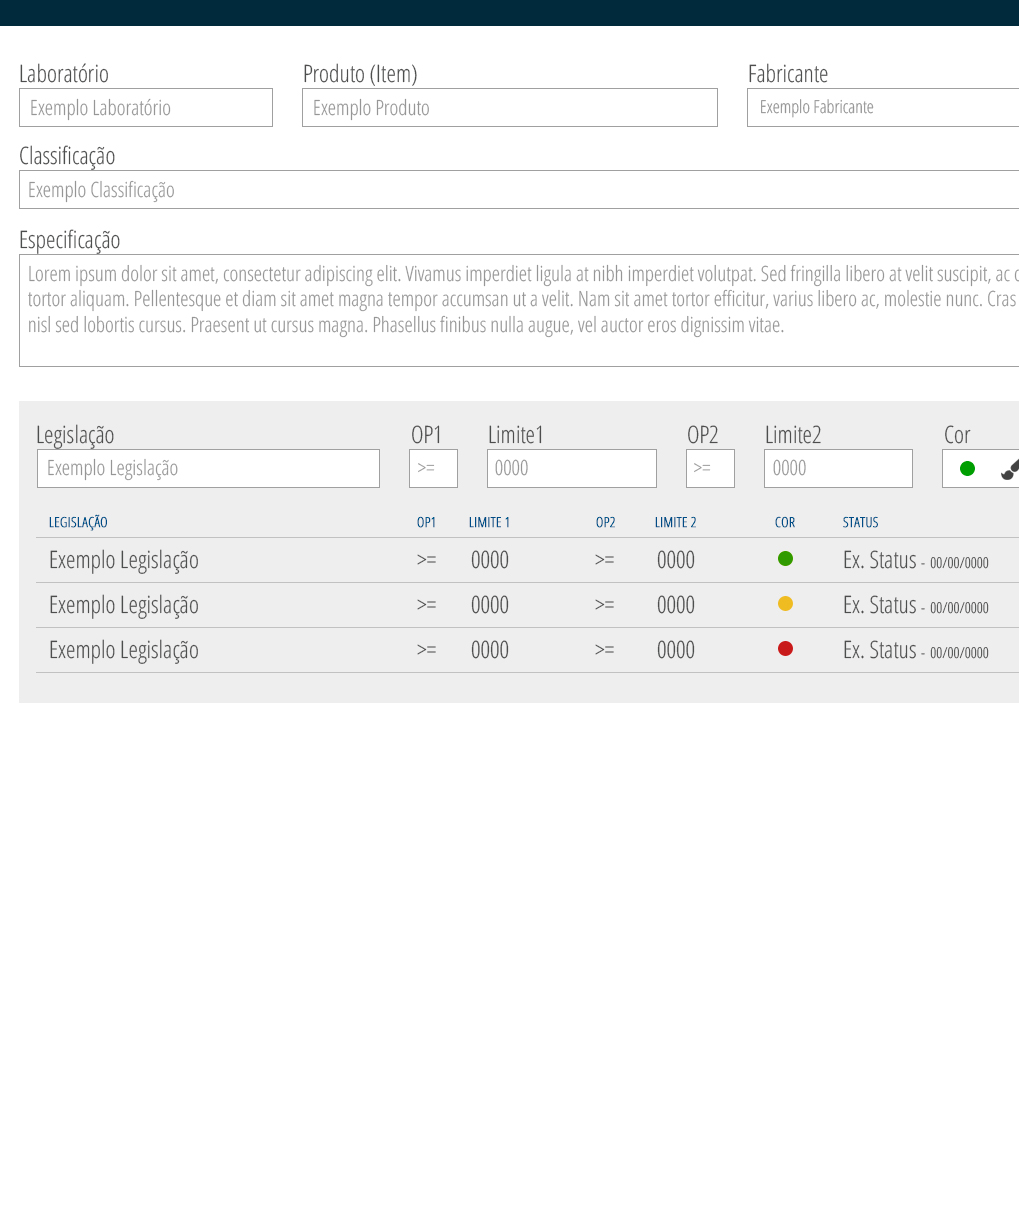 Laboratório Produto (Item) Fabricante
Exemplo Laboratório Exemplo Produto Exemplo Fabricante
Classificação
Exemplo Classificação
Especificação
Lorem ipsum dolor sit amet, consectetur adipiscing elit. Vivamus imperdiet ligula at nibh imperdiet volutpat. Sed fringilla libero at velit suscipit, ac
tortor aliquam. Pellentesque et diam sit amet magna tempor accumsan ut a velit. Nam sit amet tortor efficitur, varius libero ac, molestie nunc. Cras
nisl sed lobortis cursus. Praesent ut cursus magna. Phasellus finibus nulla augue, vel auctor eros dignissim vitae.
Legislação OP1 Limite1 OP2 Limite2 Cor
Exemplo Legislação >= 0000 >= 0000
LEGISLAÇÃO OP1 LIMITE 1 OP2 LIMITE 2 COR STATUS
Exemplo Legislação >= 0000 >= 0000 Ex. Status - 00/00/0000
Exemplo Legislação >= 0000 >= 0000 Ex. Status - 00/00/0000
Exemplo Legislação >= 0000 >= 0000 Ex. Status - 00/00/0000